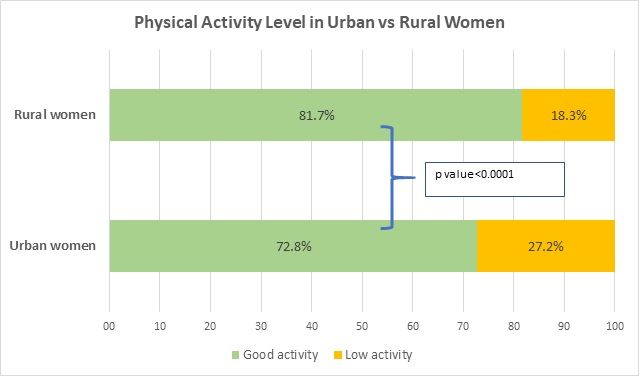 Physical Activity Level in Urban vs Rural Women
Rural women
81.7%
18.3%
p value<0.0001
Urban women
72.8%
27.2%
00 10 20 30 40 50 60 70 80 90 100
Good activity Low activity